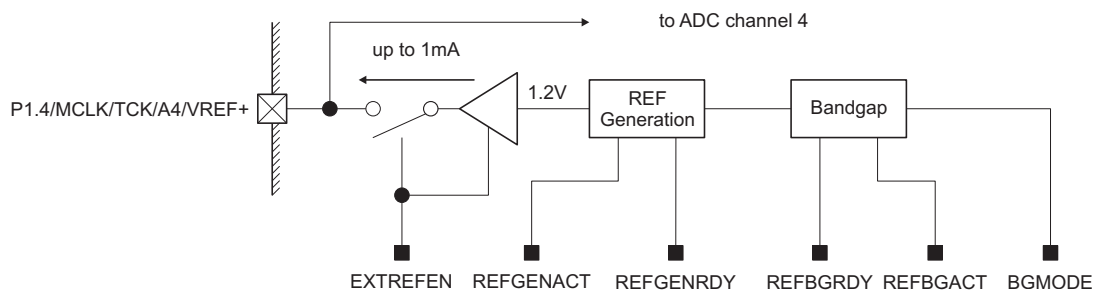 to ADC channel 4
up to 1mA
P1.4/MCLK/TCK/A4/VREF+
1.2V
REF
Generation
Bandgap
EXTREFEN
REFGENACT
REFGENRDY
REFBGRDY
REFBGACT
BGMODE